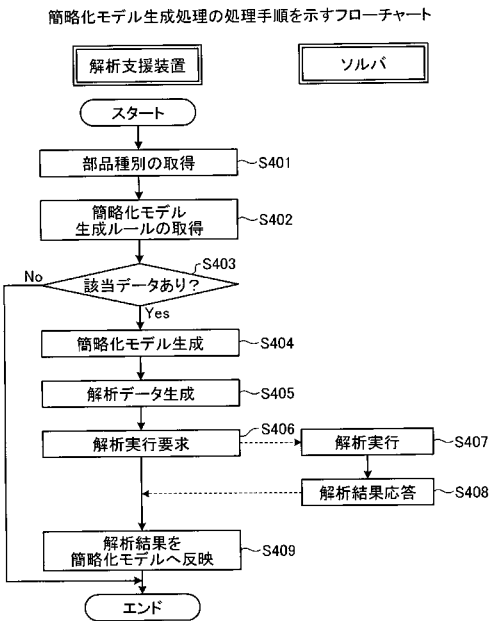 簡略化モデル生成処理の処理手順を示すフローチャート
解析支援装置
ソルバ
スタート
部品種別の取得
S401
簡略化モデル
生成ルールの取得
S402
S403
該当データあり？
No
Yes
簡略化モデル生成
S404
解析データ生成
S405
解析実行要求
S406
解析実行
S407
解析結果応答
S408
解析結果を
簡略化モデルへ反映
S409
エンド